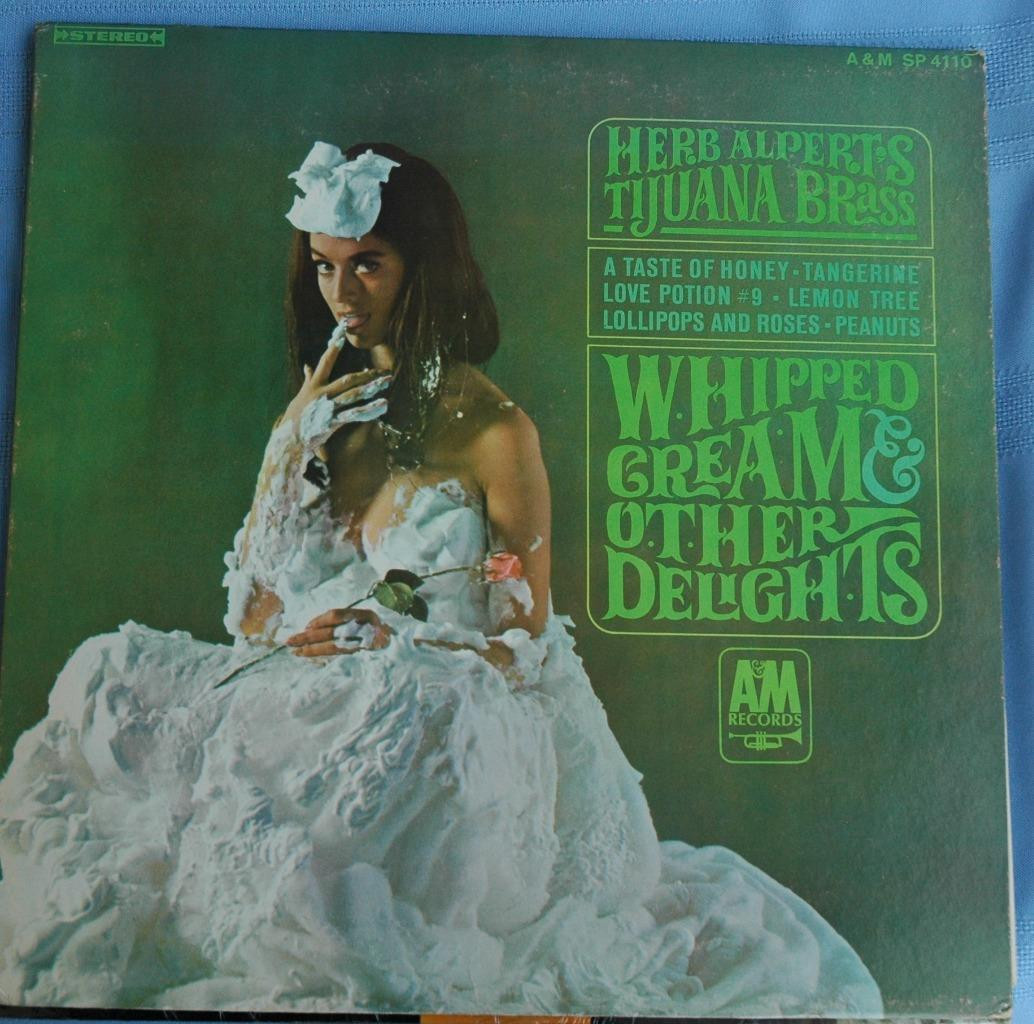 STEREO
A & M SP 4110
HERB ALPERT'S
TIJUANA BRASS
A TASTE OF HONEY • TANGERINE
LOVE POTION #9 • LEMON TREE
LOLLIPOPS AND ROSES • PEANUTS
WHIPPED
CREAM &
OTHER
DELIGHTS
A&M
RECORDS